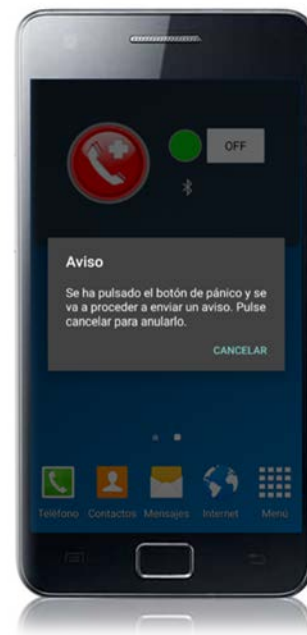 OFF
Aviso
Se ha pulsado el botón de pánico y se
va a proceder a enviar un aviso. Pulse
cancelar para anularlo.
CANCELAR
Teléfono Contactos Mensajes Internet Menú